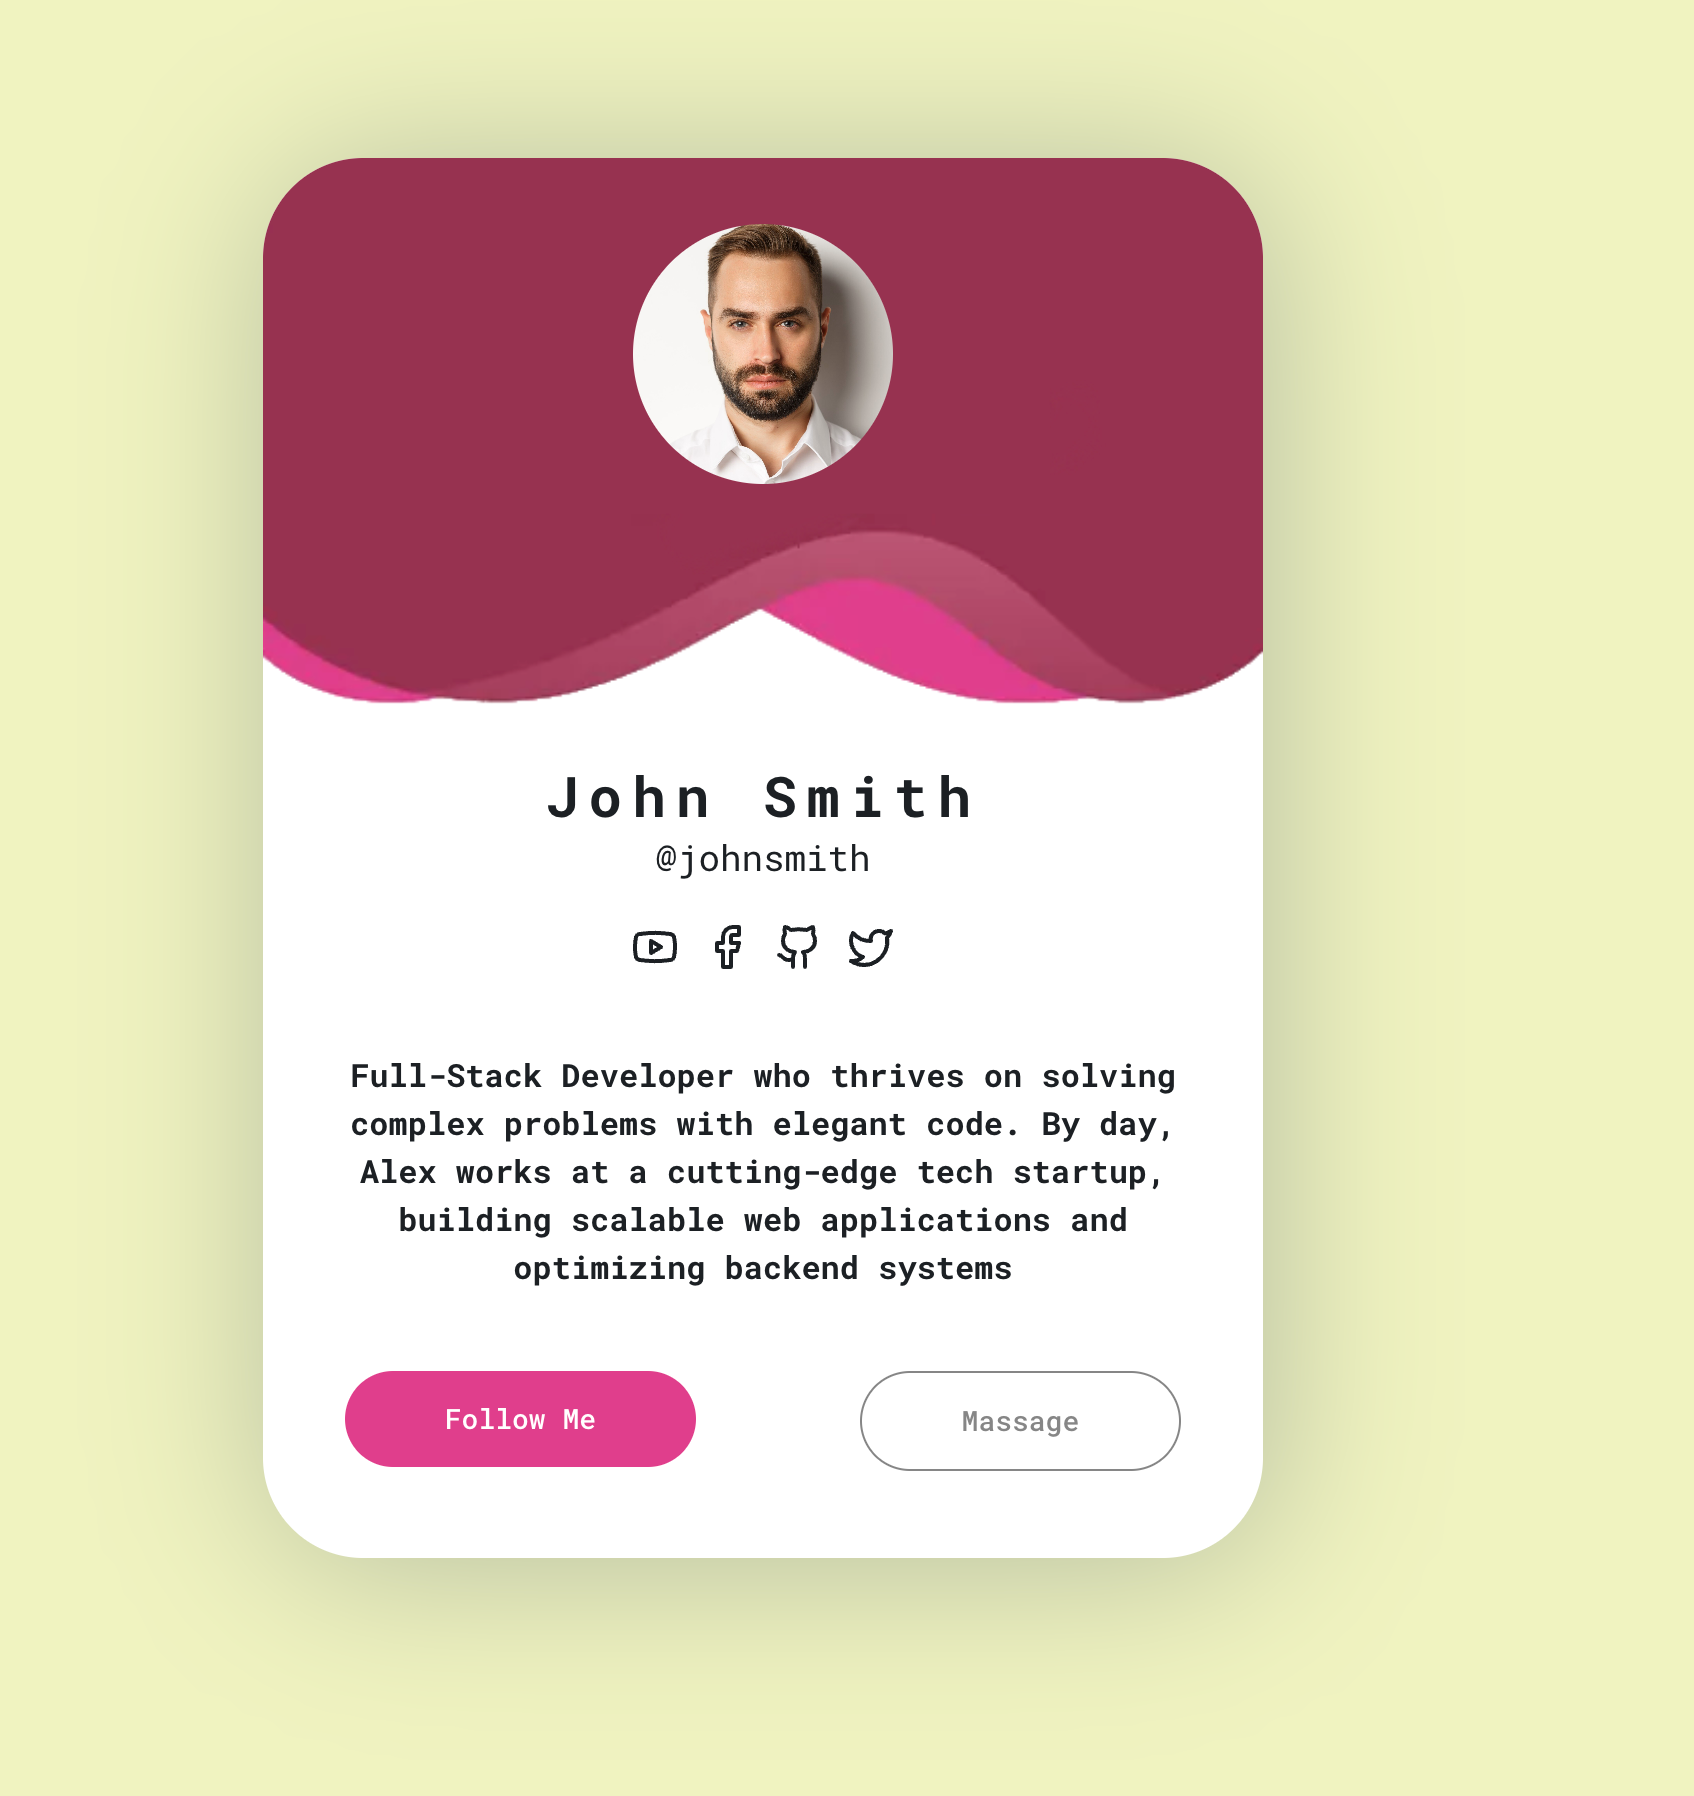 John Smith
@johnsmith
Full-Stack Developer who thrives on solving
complex problems with elegant code. By day,
Alex works at a cutting-edge tech startup,
building scalable web applications and
optimizing backend systems
Follow Me
Massage